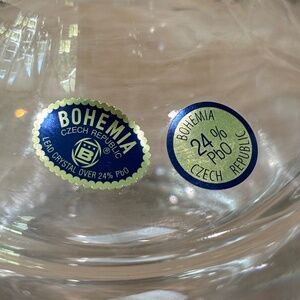 BOHEMIA
CZECH REPUBLIC
B ®
LEAD CRYSTAL OVER 24% PbO
BOHEMIA
24%
PbO
CZECH REPUBLIC